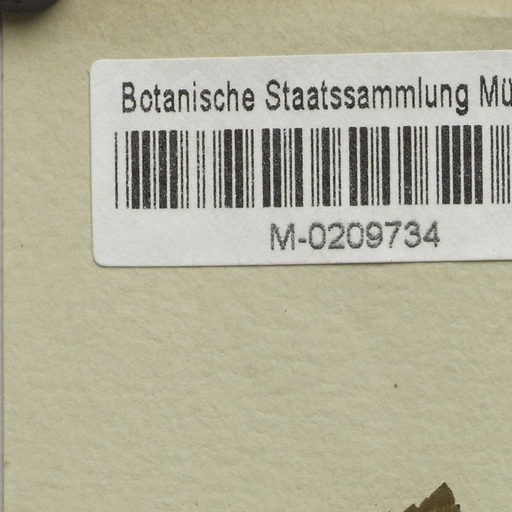 Botanische Staatssammlung Mü
M-0209734